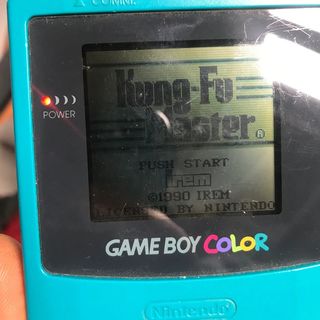 COMM.
POWER
Kung-Fu
Master®
PUSH START
irem
©1990 IREM
LICENSED BY NINTENDO
GAME BOY COLOR
Nintendo